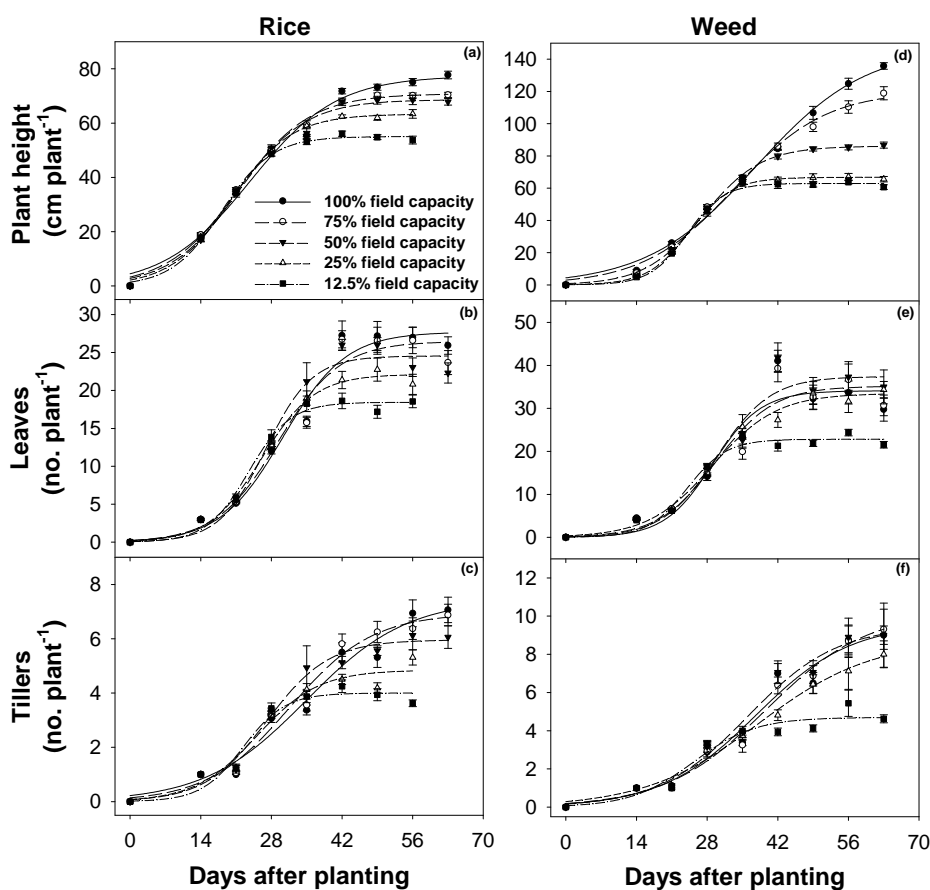 Rice
Weed
(a)
(d)
Plant height
(cm plant⁻¹)
80
60
40
20
0
140
120
100
80
60
40
20
0
100% field capacity
75% field capacity
50% field capacity
25% field capacity
12.5% field capacity
(b)
(e)
Leaves
(no. plant⁻¹)
30
25
20
15
10
5
0
50
40
30
20
10
0
(c)
(f)
Tillers
(no. plant⁻¹)
8
6
4
2
0
12
10
8
6
4
2
0
0 14 28 42 56 70
0 14 28 42 56 70
Days after planting
Days after planting